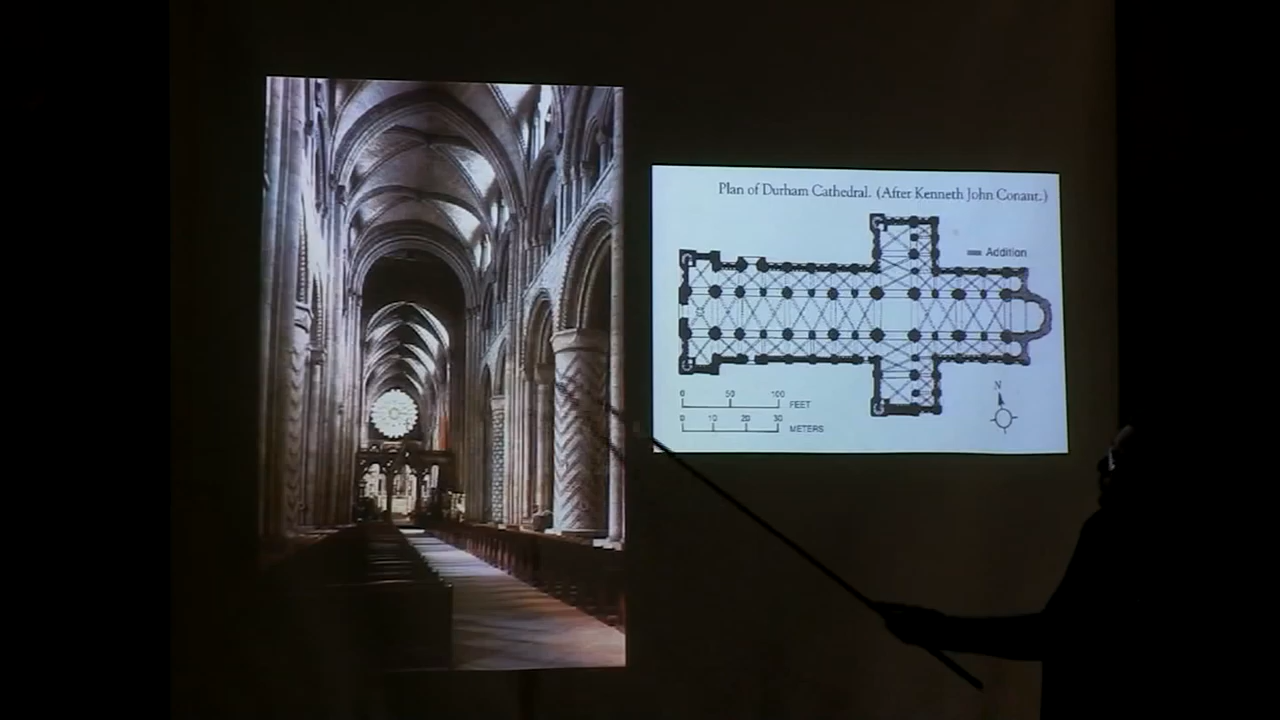 Plan of Durham Cathedral. (After Kenneth John Conant.)
Addition
0 50 100
FEET
0 10 20 30
METERS
N